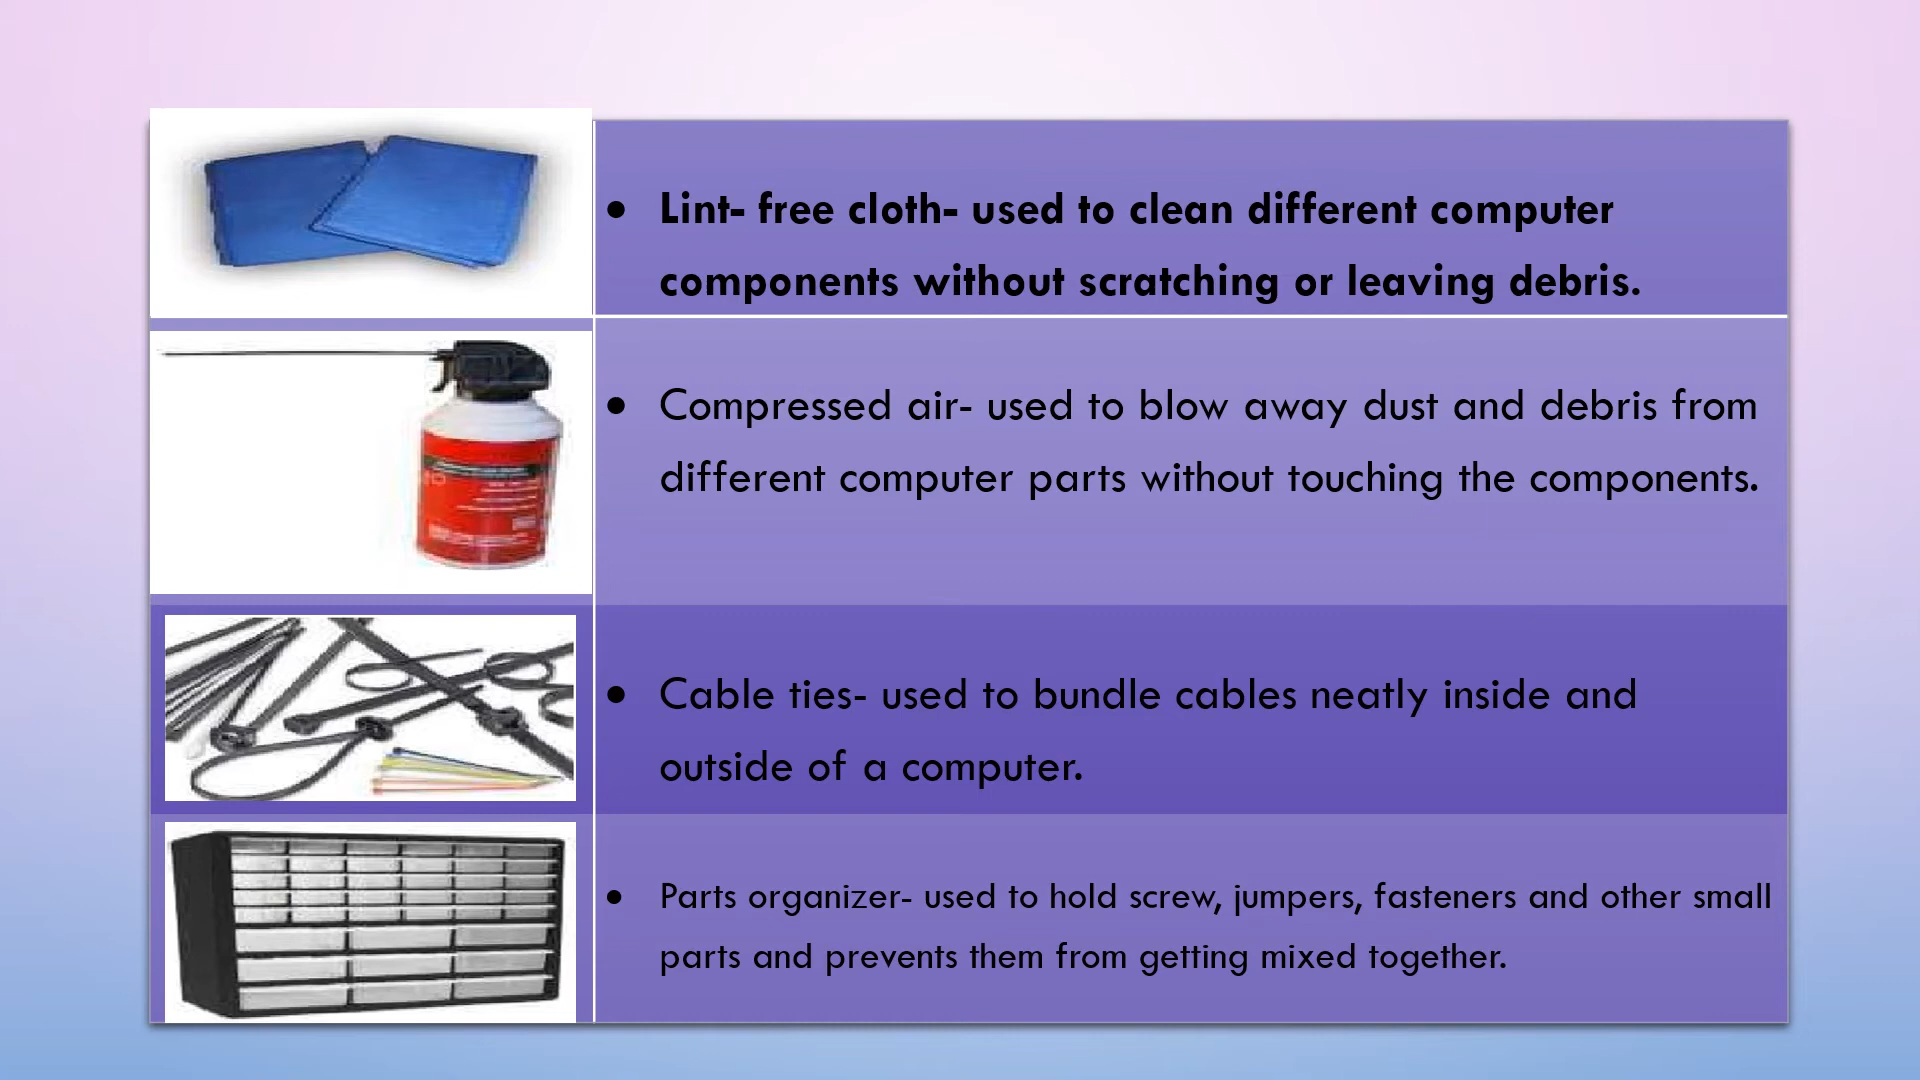 • Lint- free cloth- used to clean different computer
components without scratching or leaving debris.
• Compressed air- used to blow away dust and debris from
different computer parts without touching the components.
• Cable ties- used to bundle cables neatly inside and
outside of a computer.
• Parts organizer- used to hold screw, jumpers, fasteners and other small
parts and prevents them from getting mixed together.